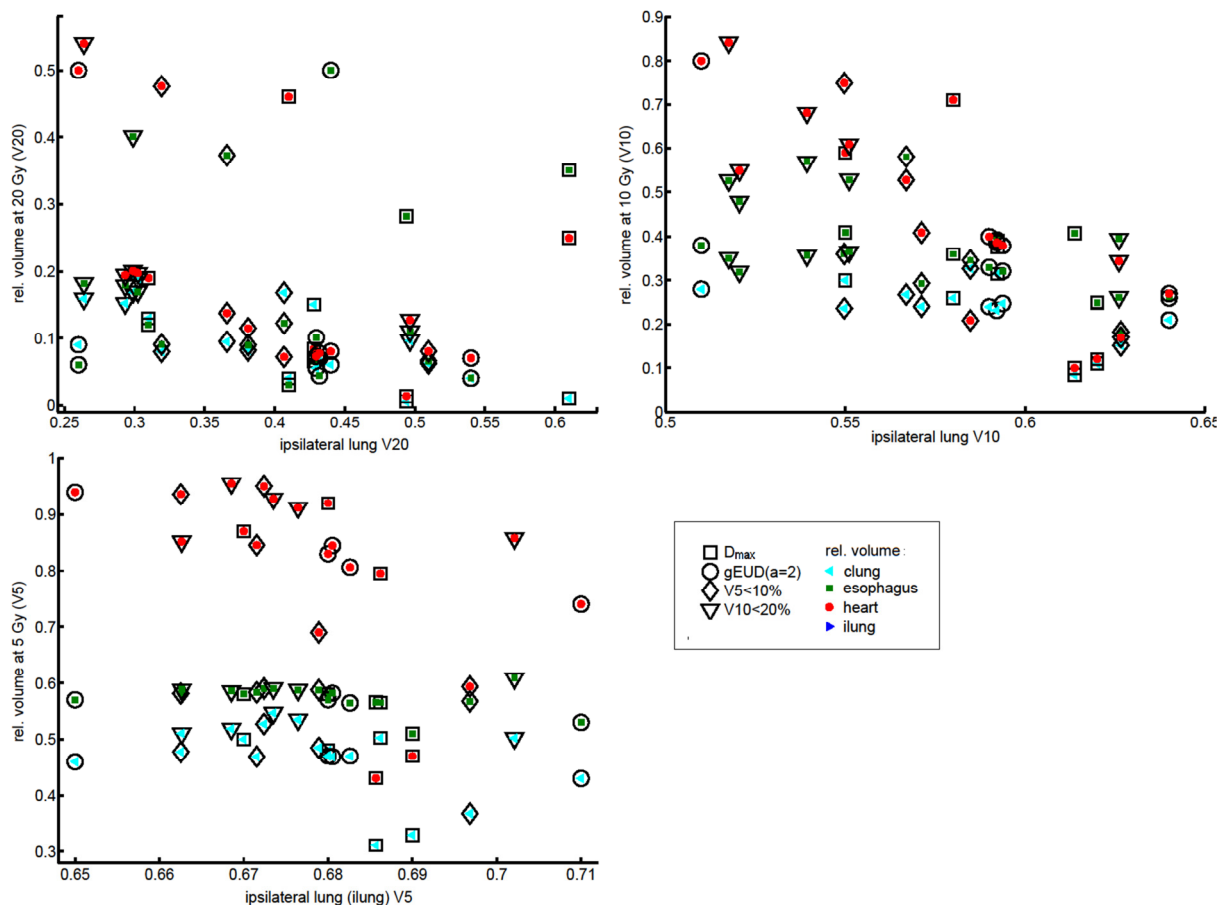 rel. volume at 20 Gy (V20)
0.5
0.4
0.3
0.2
0.1
0
0.25 0.3 0.35 0.4 0.45 0.5 0.55 0.6
ipsilateral lung V20
rel. volume at 10 Gy (V10)
0.9
0.8
0.7
0.6
0.5
0.4
0.3
0.2
0.1
0
0.5 0.55 0.6 0.65
ipsilateral lung V10
rel. volume at 5 Gy (V5)
1
0.9
0.8
0.7
0.6
0.5
0.4
0.3
0.65 0.66 0.67 0.68 0.69 0.7 0.71
ipsilateral lung (ilung) V5
Dmax
gEUD(a=2)
V5<10%
V10<20%
rel. volume :
clung
esophagus
heart
ilung